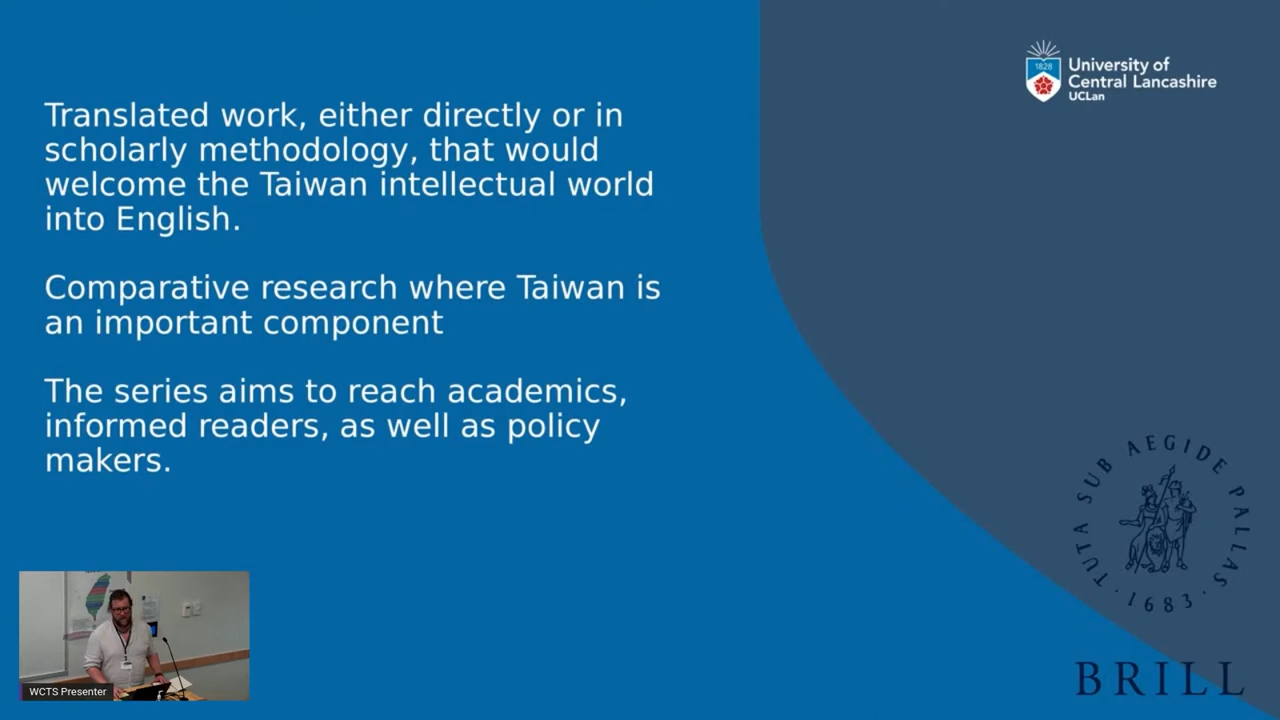 Translated work, either directly or in
scholarly methodology, that would
welcome the Taiwan intellectual world
into English.
Comparative research where Taiwan is
an important component
The series aims to reach academics,
informed readers, as well as policy
makers.
1828
University of
Central Lancashire
UCLan
TUTA SUB AEGIDE PALLAS
· 1683 ·
BRILL
WCTS Presenter